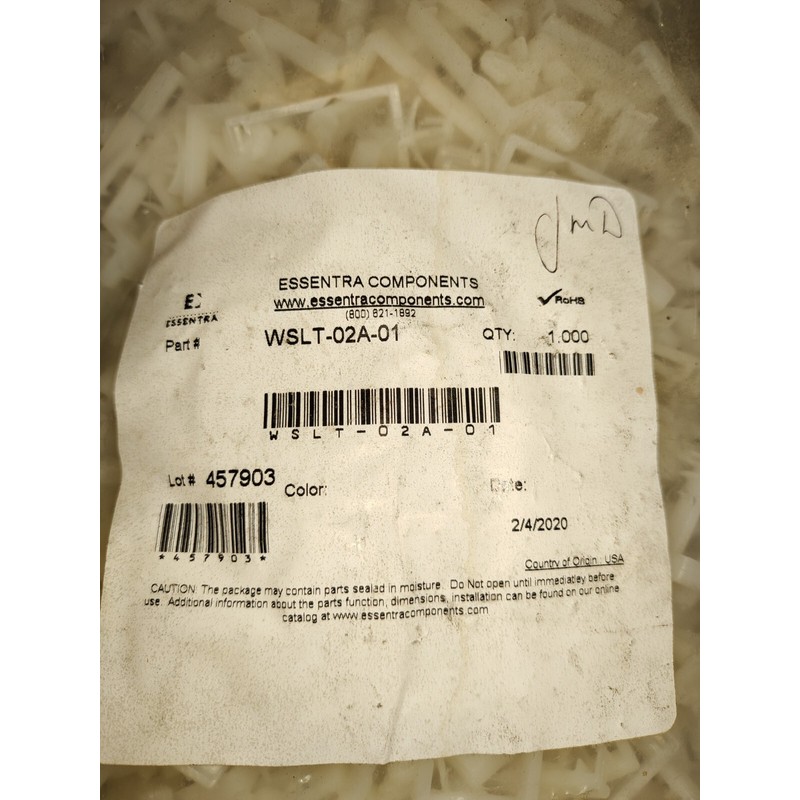 JMD
ESSENTRA COMPONENTS
www.essentracomponents.com
(800) 621-1892
RoHS
ESSENTRA
Part # WSLT-02A-01 QTY: 1.000
WSLT-02A-01
Lot # 457903 Color: Date:
2/4/2020
*457903*
Country of Origin : USA
CAUTION: The package may contain parts sealed in moisture. Do Not open until immediatley before
use. Additional information about the parts function, dimensions, installation can be found on our online
catalog at www.essentracomponents.com